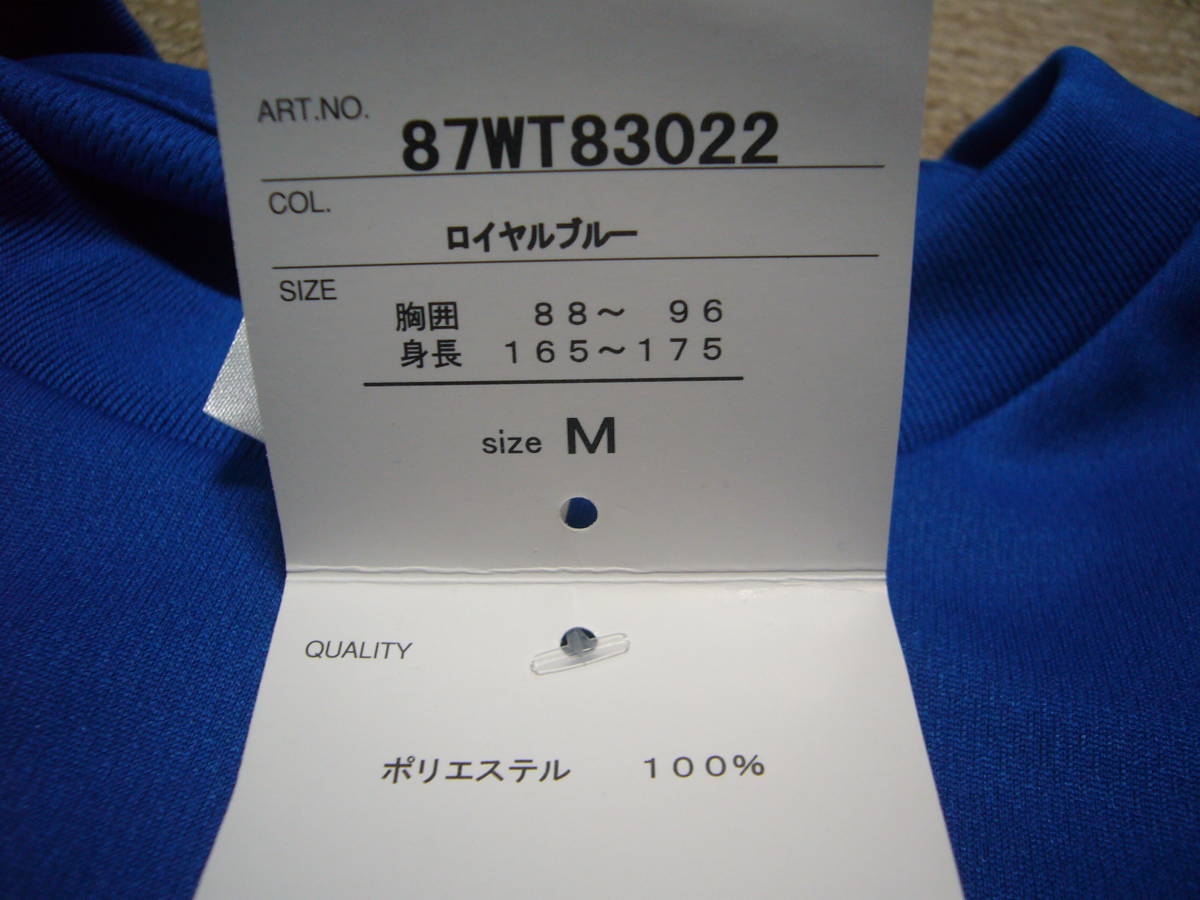 ART.NO.
87WT83022
COL.
ロイヤルブルー
SIZE
胸囲 88～ 96
身長 165～175
size M
QUALITY
ポリエステル 100%